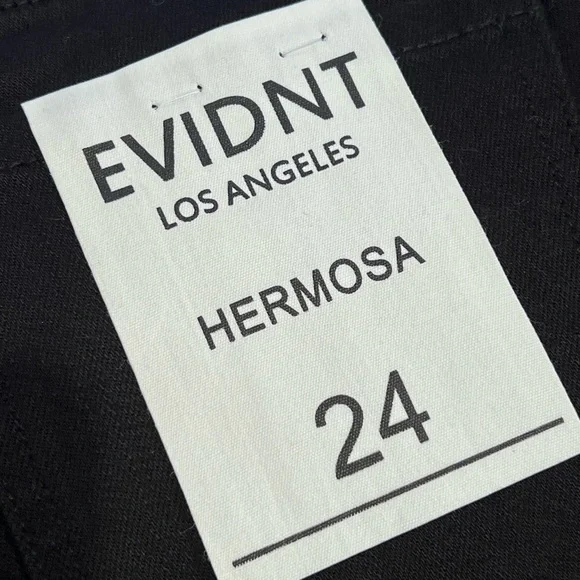 EVIDNT
LOS ANGELES
HERMOSA
24